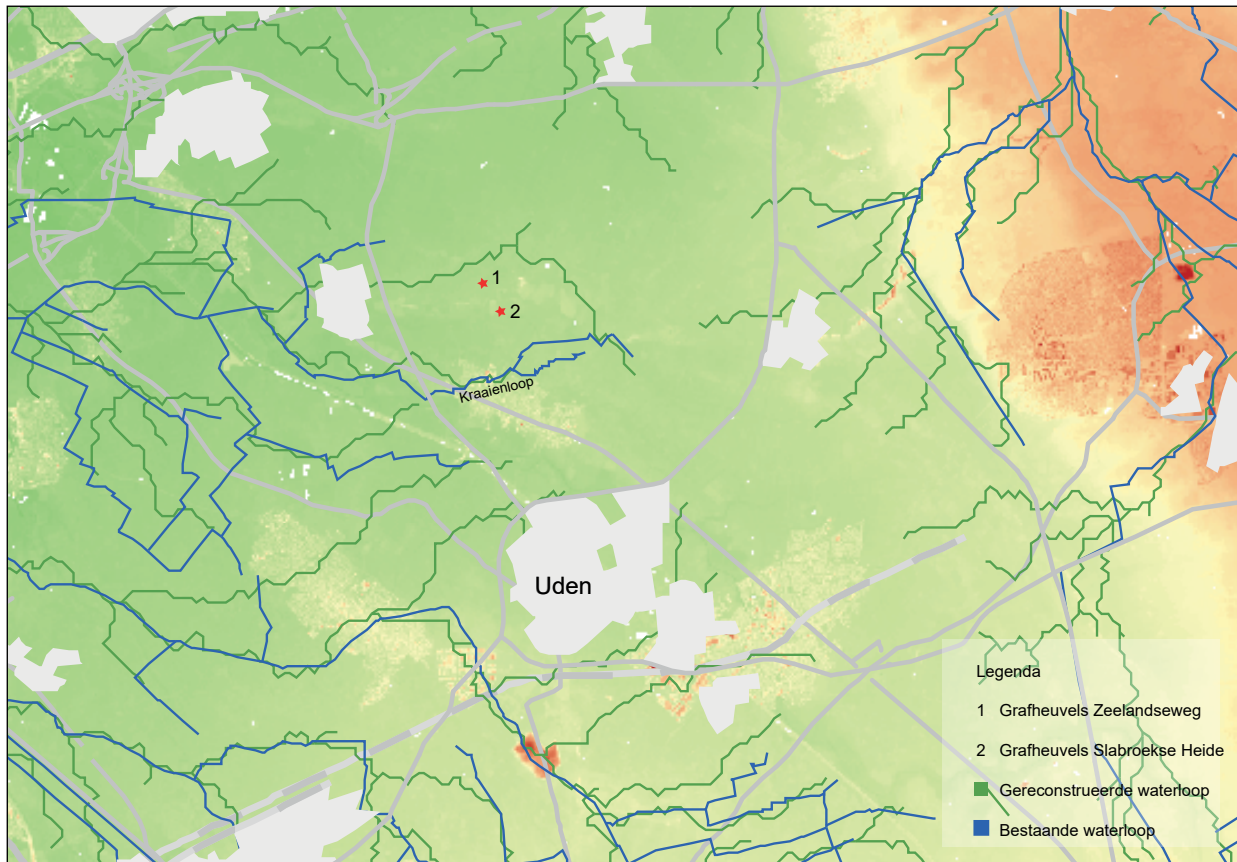 1
2
Kraaienloop
Uden
Legenda
1 Grafheuvels Zeelandseweg
2 Grafheuvels Slabroekse Heide
Gereconstrueerde waterloop
Bestaande waterloop